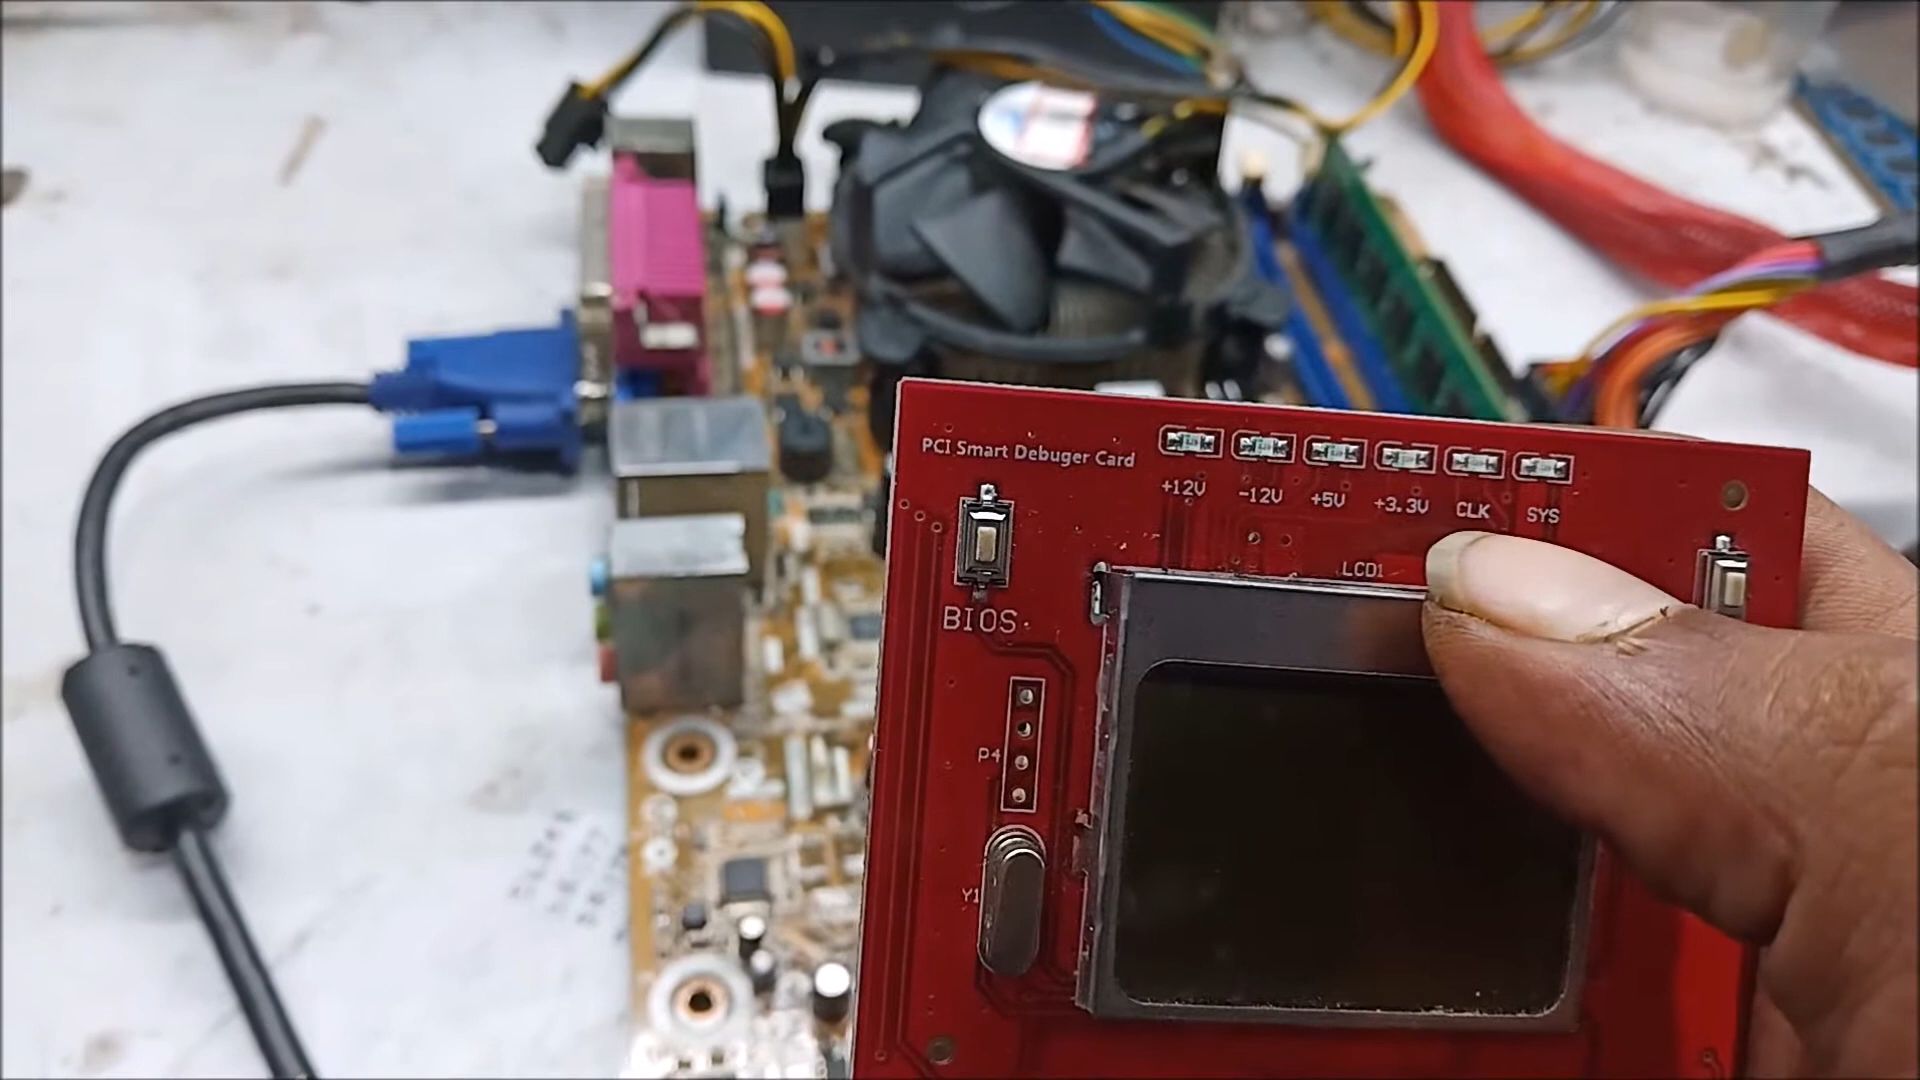 PCI Smart Debuger Card
+12V -12V +5V +3.3V CLK SYS
LCD1
BIOS
P4
Y1